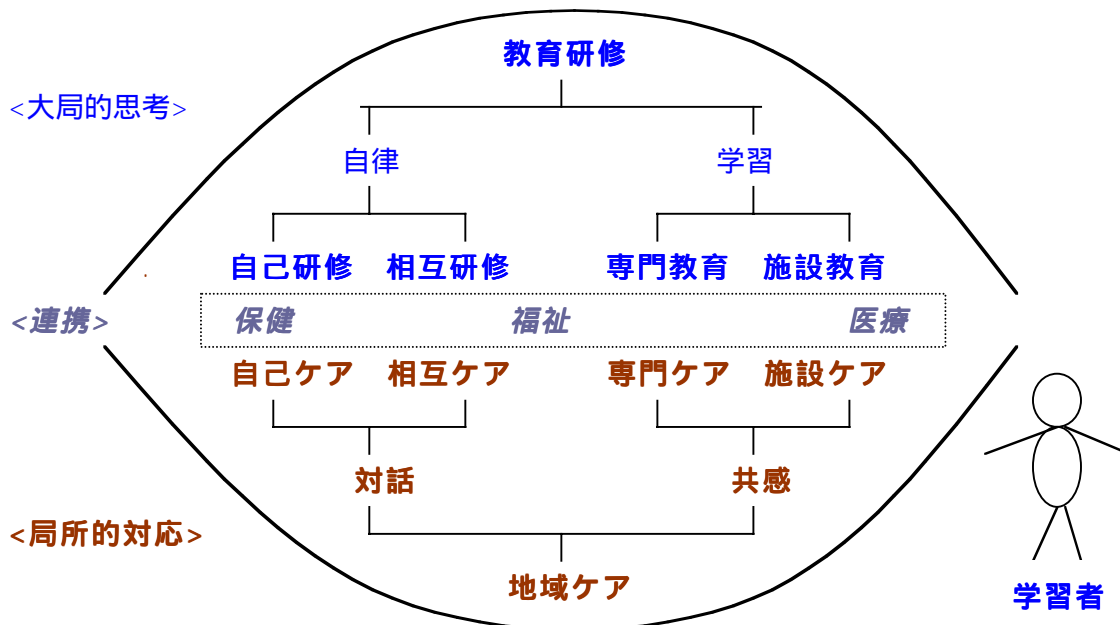 教育研修
<大局的思考>
自律 学習
自己研修 相互研修 専門教育 施設教育
<連携> 保健 福祉 医療
自己ケア 相互ケア 専門ケア 施設ケア
対話 共感
<局所的対応>
地域ケア
学習者